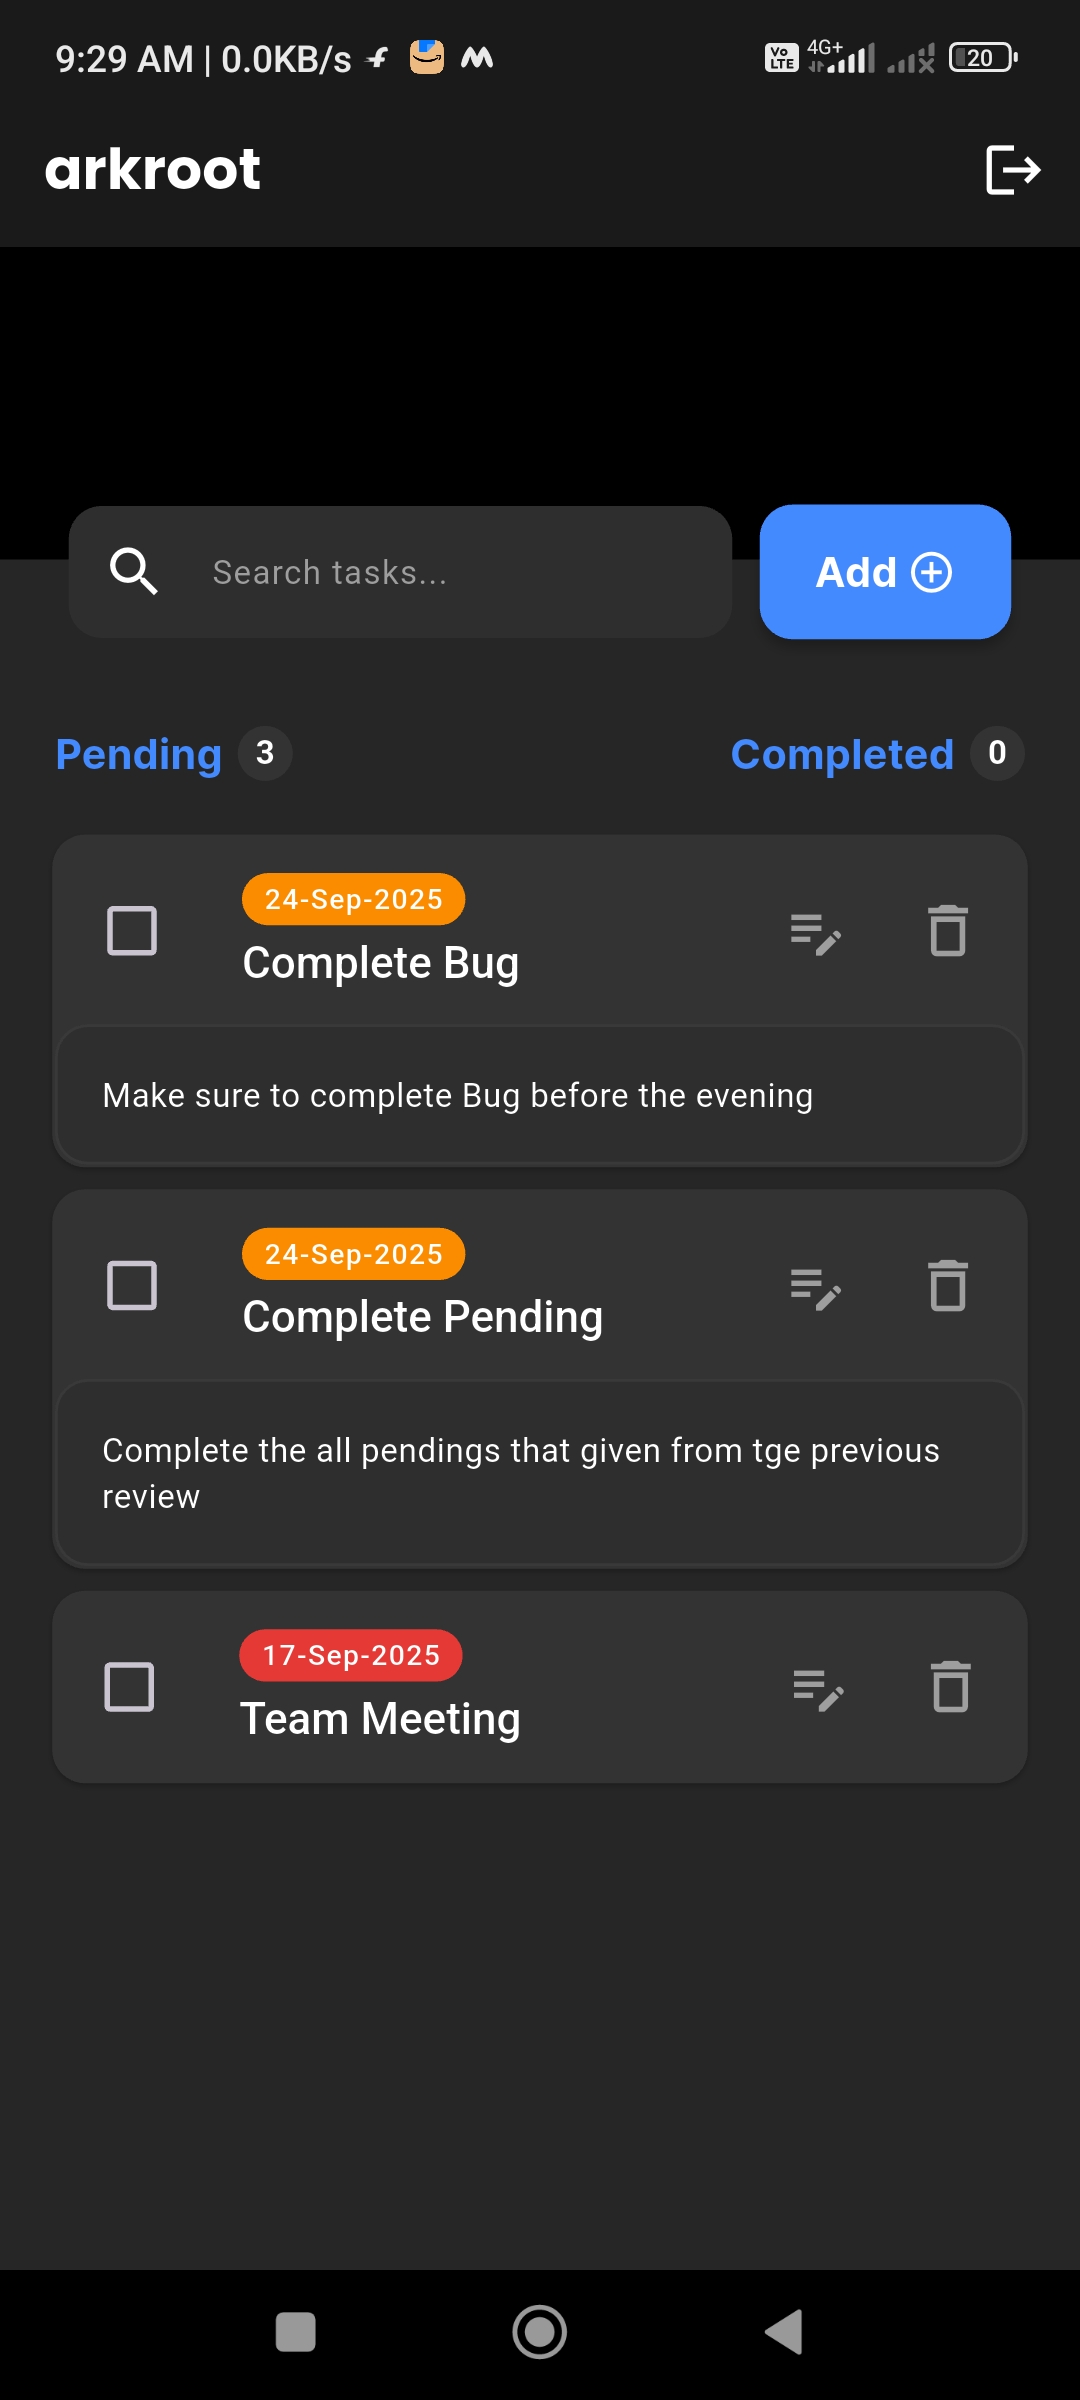 9:29 AM | 0.0KB/s
Vo LTE 4G+ 20
arkroot
Search tasks...
Add
Pending 3
Completed 0
24-Sep-2025
Complete Bug
Make sure to complete Bug before the evening
24-Sep-2025
Complete Pending
Complete the all pendings that given from tge previous
review
17-Sep-2025
Team Meeting